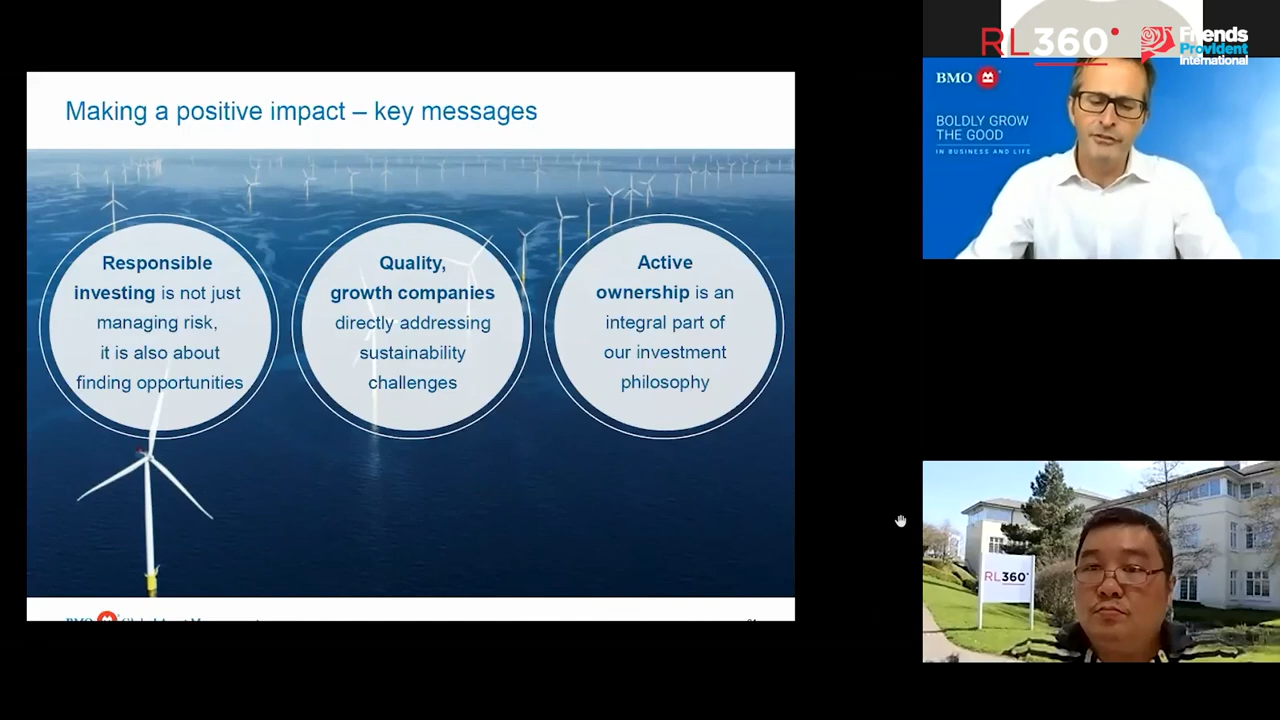 Making a positive impact – key messages
Responsible
investing is not just
managing risk,
it is also about
finding opportunities
Quality,
growth companies
directly addressing
sustainability
challenges
Active
ownership is an
integral part of
our investment
philosophy
BMO
RL360°
Friends
Provident
International
BMO
BOLDLY GROW
THE GOOD
IN BUSINESS AND LIFE
RL360°